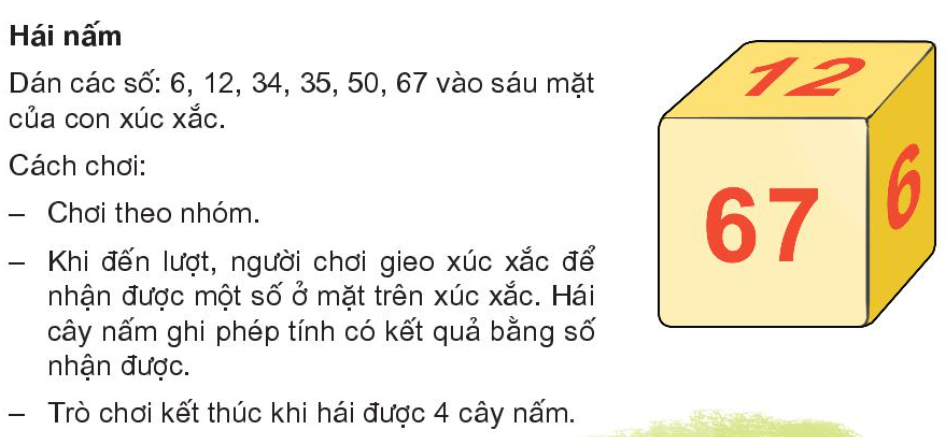 Hái nấm
Dán các số: 6, 12, 34, 35, 50, 67 vào sáu mặt
của con xúc xắc.
Cách chơi:
– Chơi theo nhóm.
– Khi đến lượt, người chơi gieo xúc xắc để
nhận được một số ở mặt trên xúc xắc. Hái
cây nấm ghi phép tính có kết quả bằng số
nhận được.
– Trò chơi kết thúc khi hái được 4 cây nấm.
12
67
6